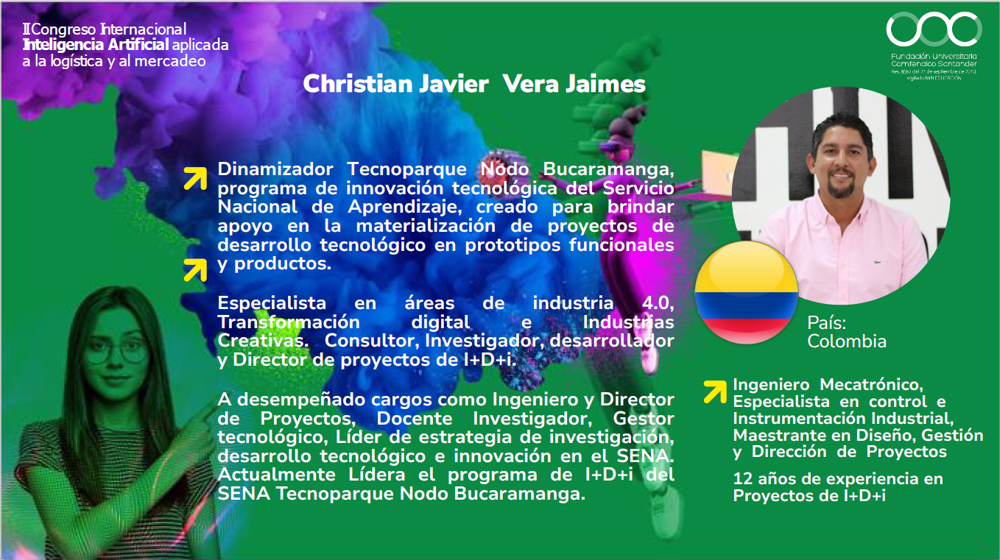 II Congreso Internacional
Inteligencia Artificial aplicada
a la logística y al mercadeo
Fundación Universitaria
Comfenalco Santander
Res. 8567 del 27 de septiembre de 2010.
vigilada MIN EDUCACIÓN
Christian Javier Vera Jaimes
Dinamizador Tecnoparque Nodo Bucaramanga,
programa de innovación tecnológica del Servicio
Nacional de Aprendizaje, creado para brindar
apoyo en la materialización de proyectos de
desarrollo tecnológico en prototipos funcionales
y productos.
Especialista en áreas de industria 4.0,
Transformación digital e Industrias
Creativas. Consultor, Investigador, desarrollador
y Director de proyectos de I+D+i.
A desempeñado cargos como Ingeniero y Director
de Proyectos, Docente Investigador, Gestor
tecnológico, Líder de estrategia de investigación,
desarrollo tecnológico e innovación en el SENA.
Actualmente Lídera el programa de I+D+i del
SENA Tecnoparque Nodo Bucaramanga.
País:
Colombia
Ingeniero Mecatrónico,
Especialista en control e
Instrumentación Industrial,
Maestrante en Diseño, Gestión
y Dirección de Proyectos
12 años de experiencia en
Proyectos de I+D+i